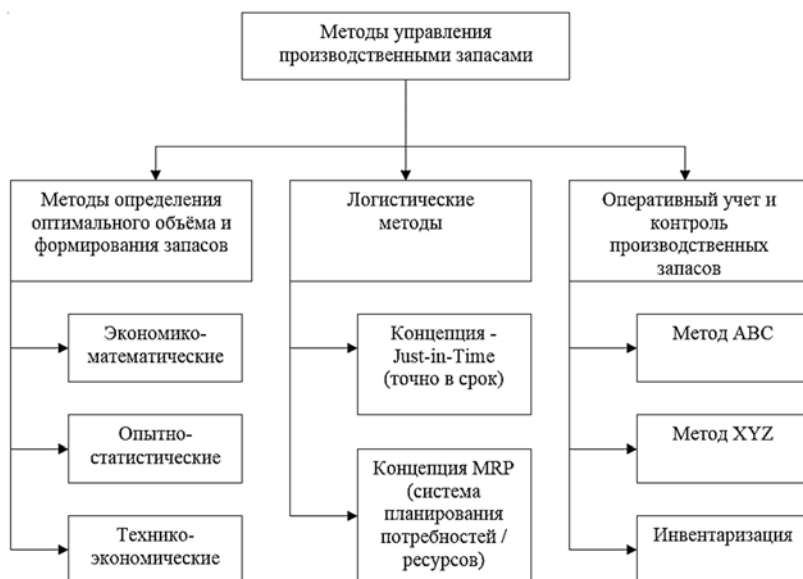 Методы управления
производственными запасами
Методы определения
оптимального объёма и
формирования запасов
Логистические
методы
Оперативный учет и
контроль
производственных
запасов
Экономико-
математические
Концепция -
Just-in-Time
(точно в срок)
Метод ABC
Опытно-
статистические
Концепция MRP
(система
планирования
потребностей /
ресурсов)
Метод XYZ
Технико-
экономические
Инвентаризация